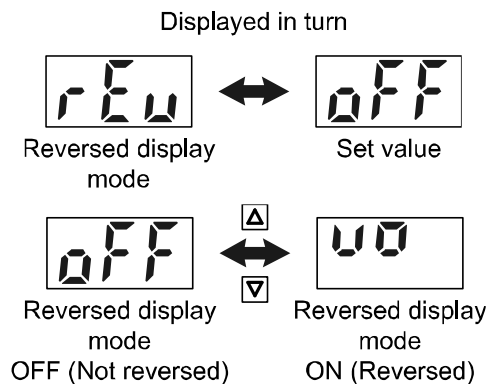 Displayed in turn
rEu oFF
Reversed display
mode
Set value
oFF uo
Reversed display
mode
OFF (Not reversed)
Reversed display
mode
ON (Reversed)